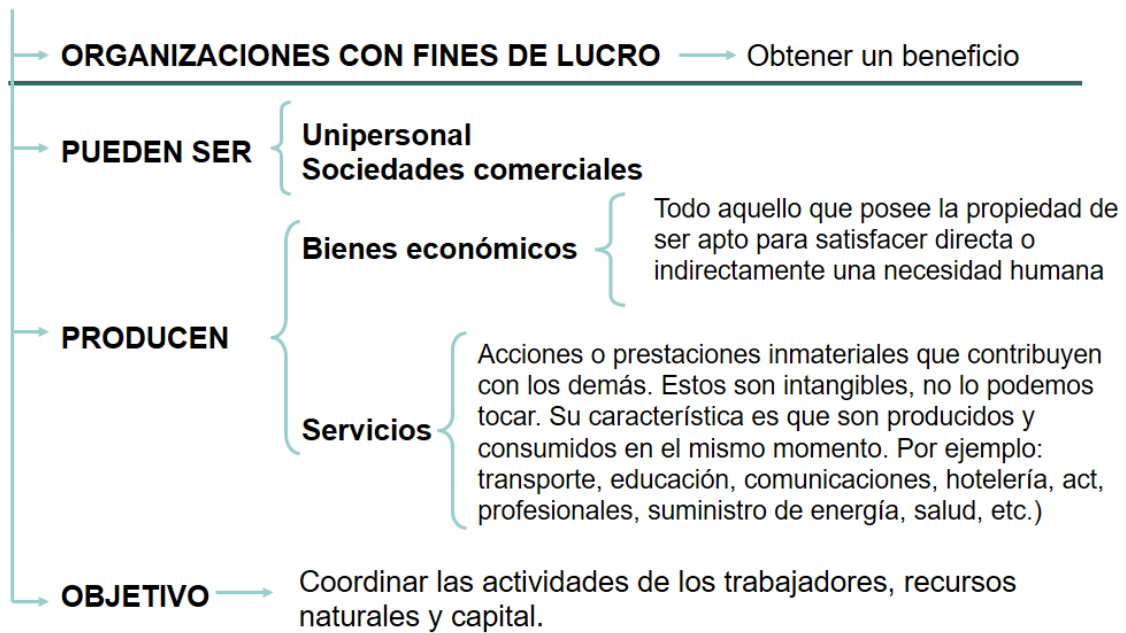 ORGANIZACIONES CON FINES DE LUCRO Obtener un beneficio
PUEDEN SER
Unipersonal
Sociedades comerciales
PRODUCEN
Bienes económicos
Todo aquello que posee la propiedad de
ser apto para satisfacer directa o
indirectamente una necesidad humana
Servicios
Acciones o prestaciones inmateriales que contribuyen
con los demás. Estos son intangibles, no lo podemos
tocar. Su característica es que son producidos y
consumidos en el mismo momento. Por ejemplo:
transporte, educación, comunicaciones, hotelería, act,
profesionales, suministro de energía, salud, etc.)
OBJETIVO
Coordinar las actividades de los trabajadores, recursos
naturales y capital.